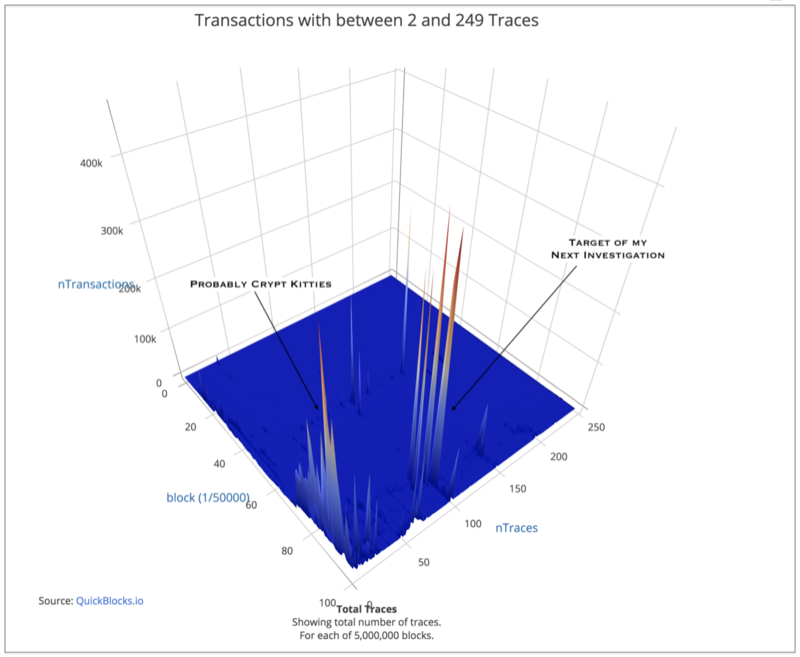 Transactions with between 2 and 249 Traces
400k
300k
nTransactions
200k
100k
0
Probably Crypt Kitties
Target of my
Next Investigation
0
20
40
60
80
100
block (1/50000)
250
200
150
100
50
0
nTraces
Source: QuickBlocks.io
Total Traces
Showing total number of traces.
For each of 5,000,000 blocks.